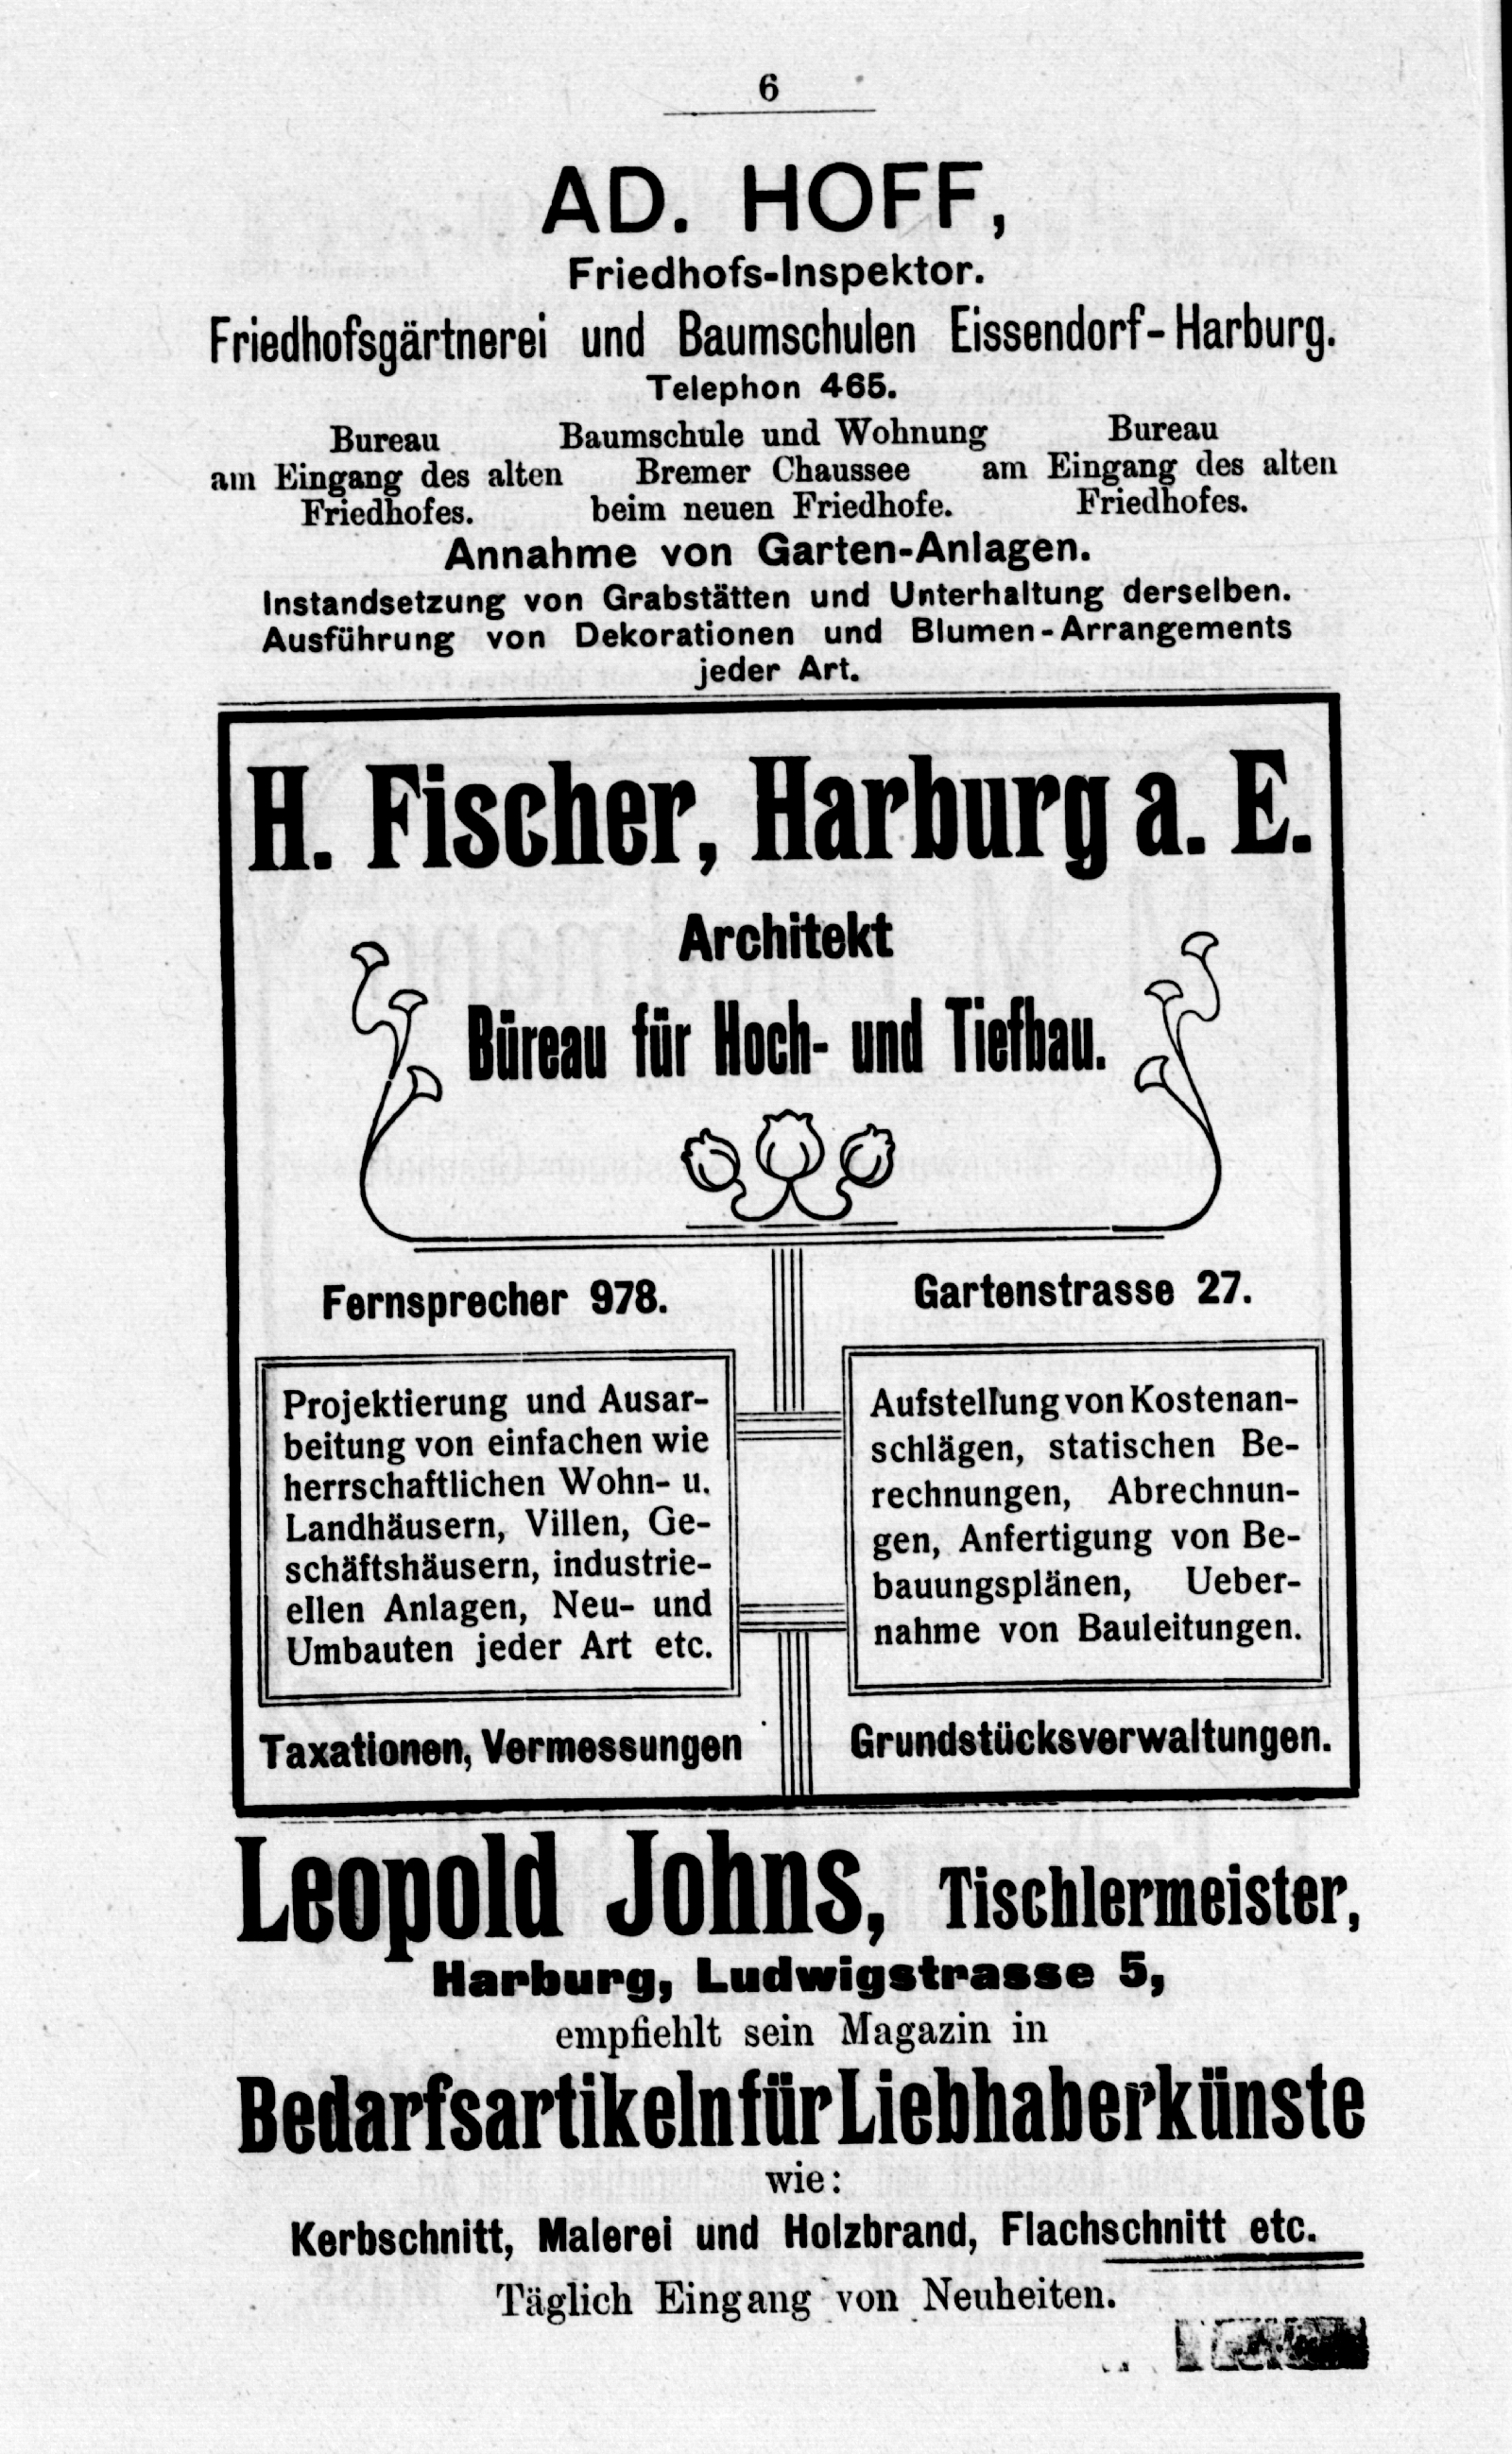 6
AD. HOFF,
Friedhofs-Inspektor.
Friedhofsgärtnerei und Baumschulen Eissendorf-Harburg.
Telephon 465.
Bureau
am Eingang des alten
Friedhofes.
Baumschule und Wohnung
Bremer Chaussee
beim neuen Friedhofe.
Bureau
am Eingang des alten
Friedhofes.
Annahme von Garten-Anlagen.
Instandsetzung von Grabstätten und Unterhaltung derselben.
Ausführung von Dekorationen und Blumen-Arrangements
jeder Art.
H. Fischer, Harburg a. E.
Architekt
Büreau für Hoch- und Tiefbau.
Fernsprecher 978.
Projektierung und Ausar-
beitung von einfachen wie
herrschaftlichen Wohn- u.
Landhäusern, Villen, Ge-
schäftshäusern, industrie-
ellen Anlagen, Neu- und
Umbauten jeder Art etc.
Taxationen, Vermessungen
Gartenstrasse 27.
Aufstellung von Kostenan-
schlägen, statischen Be-
rechnungen, Abrechnun-
gen, Anfertigung von Be-
bauungsplänen, Ueber-
nahme von Bauleitungen.
Grundstücksverwaltungen.
Leopold Johns, Tischlermeister,
Harburg, Ludwigstrasse 5,
empfiehlt sein Magazin in
Bedarfsartikeln für Liebhaberkünste
wie:
Kerbschnitt, Malerei und Holzbrand, Flachschnitt etc.
Täglich Eingang von Neuheiten.